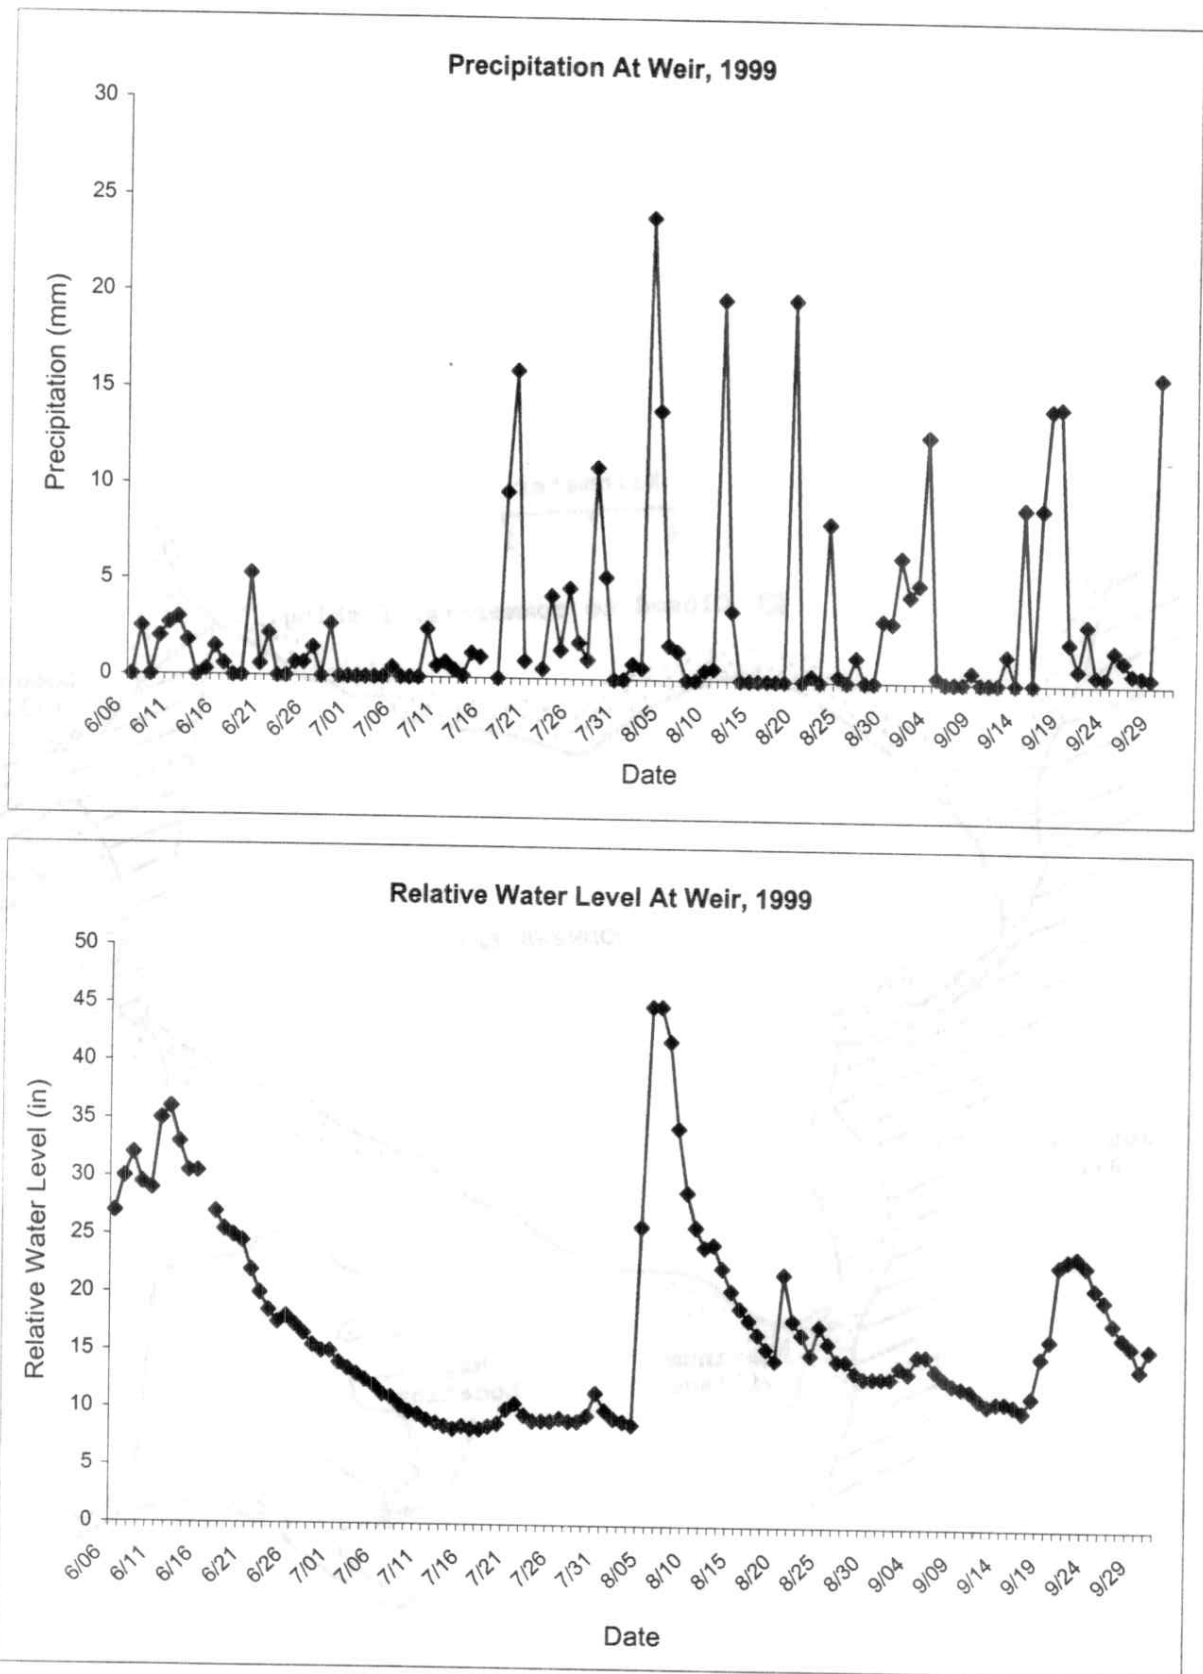 Precipitation At Weir, 1999
30
25
20
15
10
5
0
Precipitation (mm)
6/06 6/11 6/16 6/21 6/26 7/01 7/06 7/11 7/16 7/21 7/26 7/31 8/05 8/10 8/15 8/20 8/25 8/30 9/04 9/09 9/14 9/19 9/24 9/29
Date
Relative Water Level At Weir, 1999
50
45
40
35
30
25
20
15
10
5
0
Relative Water Level (in)
6/06 6/11 6/16 6/21 6/26 7/01 7/06 7/11 7/16 7/21 7/26 7/31 8/05 8/10 8/15 8/20 8/25 8/30 9/04 9/09 9/14 9/19 9/24 9/29
Date